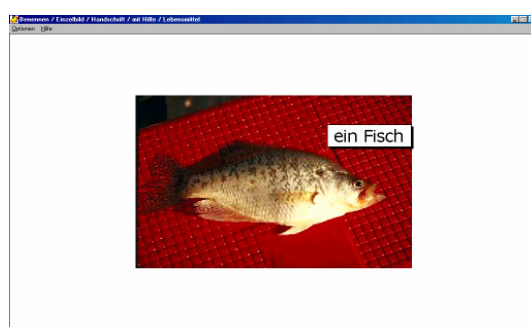 Benennen / Einzelbild / Handschrift / mit Hilfe / Lebensmittel
Optionen Hilfe
ein Fisch